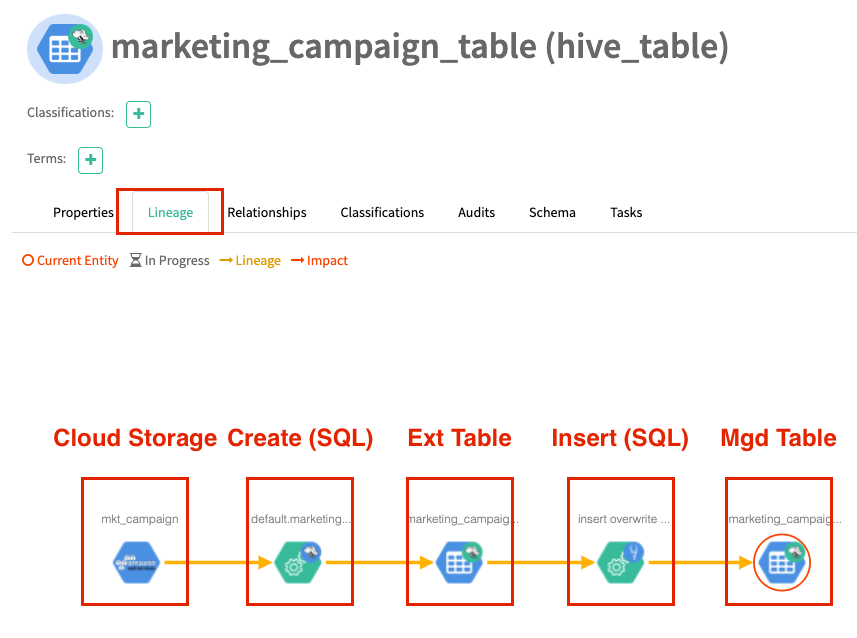 marketing_campaign_table (hive_table)
Classifications:
Terms:
Properties Lineage Relationships Classifications Audits Schema Tasks
Current Entity In Progress Lineage Impact
Cloud Storage Create (SQL) Ext Table Insert (SQL) Mgd Table
mkt_campaign default.marketing... marketing_campaig... insert overwrite ... marketing_campaig...